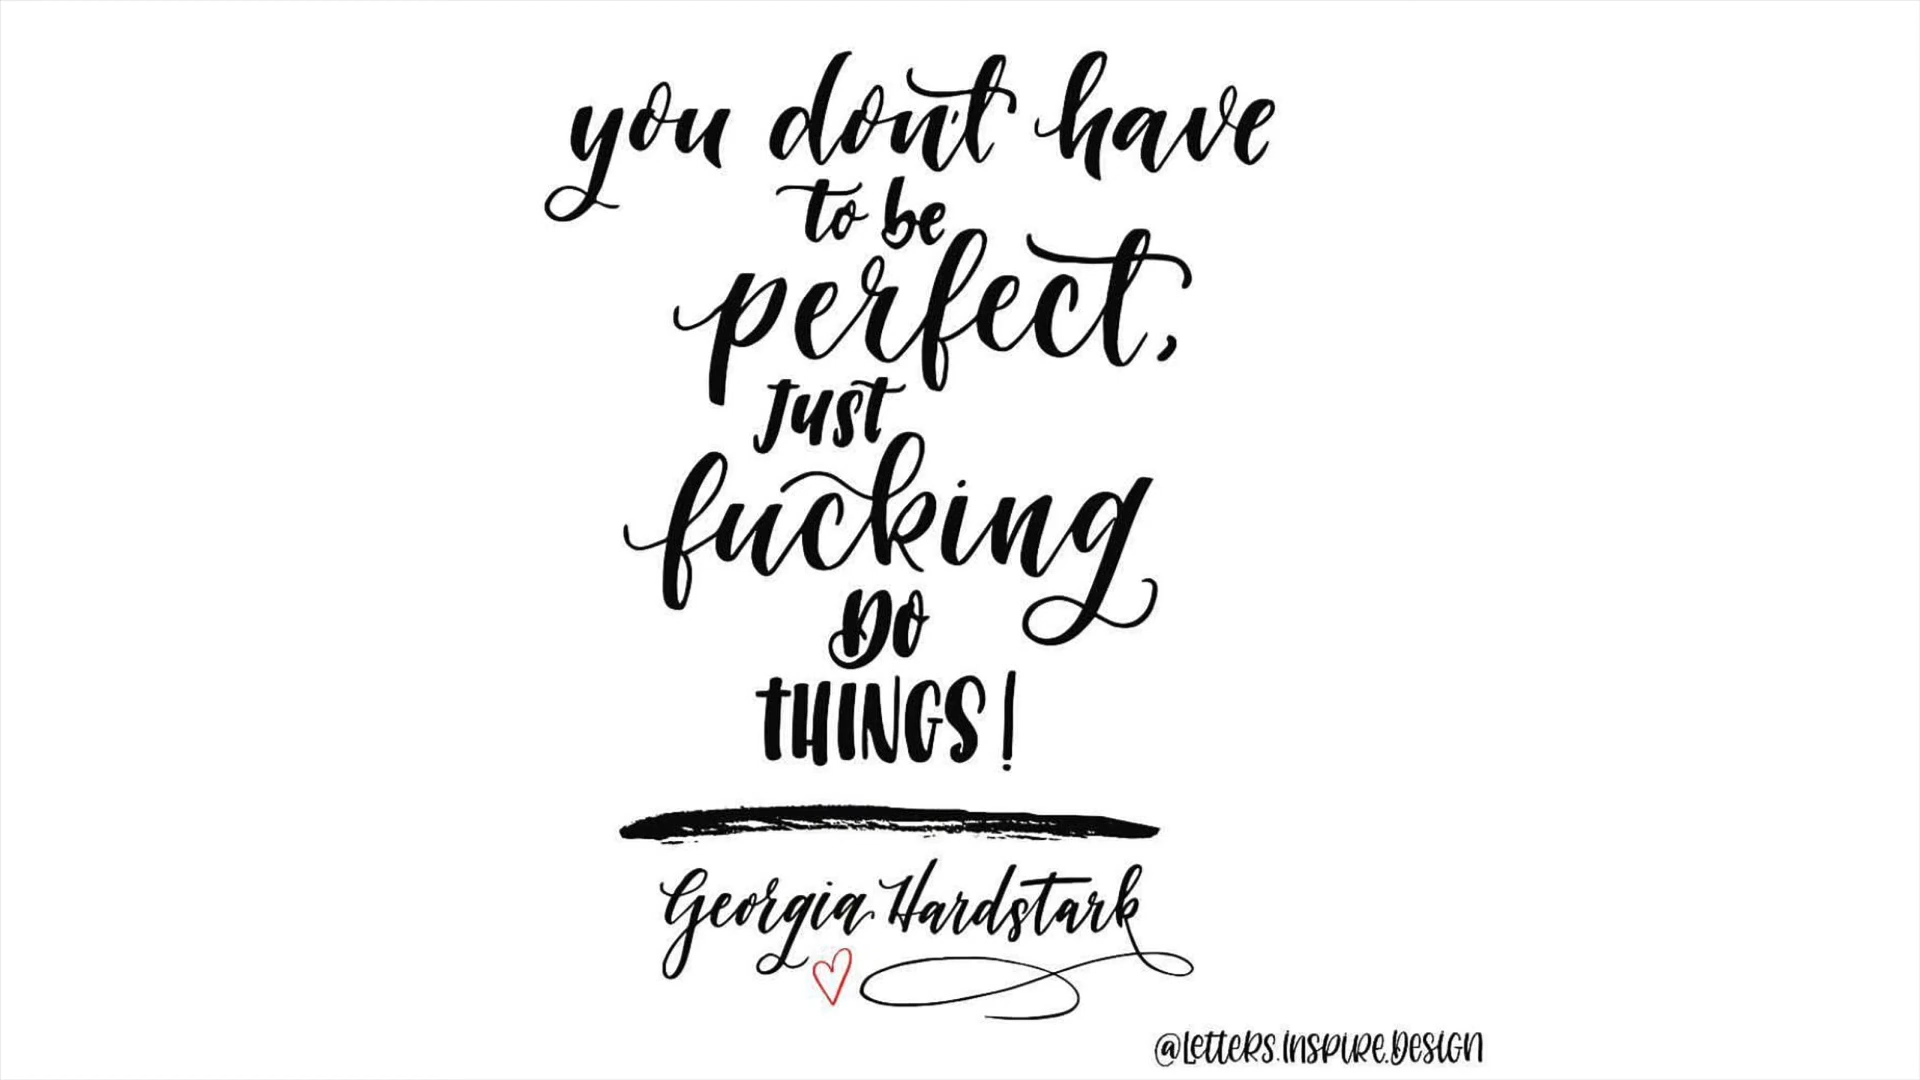 you don't have
to be
perfect,
Just
fucking
Do
THINGS!
Georgia Hardstark
@Letters.Inspire.Design